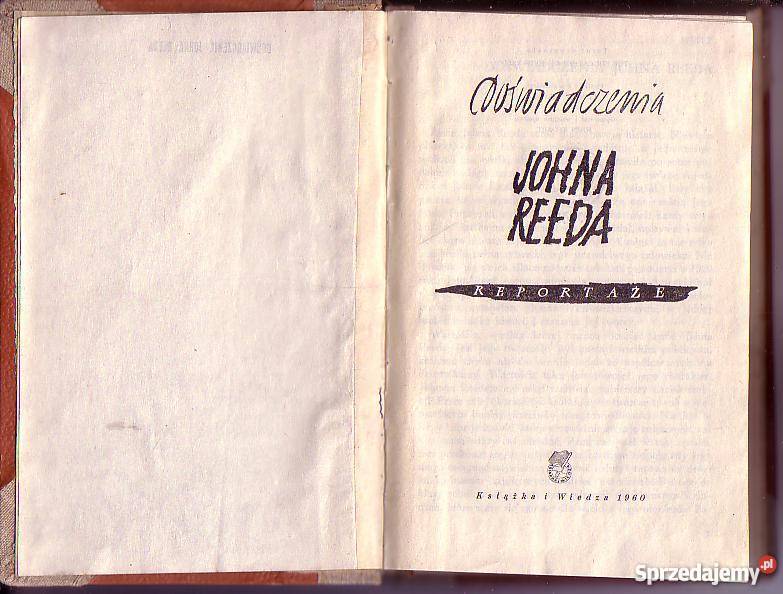 Doświadczenia
JOHNA
REEDA
REPORTAŻE
Książka i Wiedza 1960
Sprzedajemy.pl